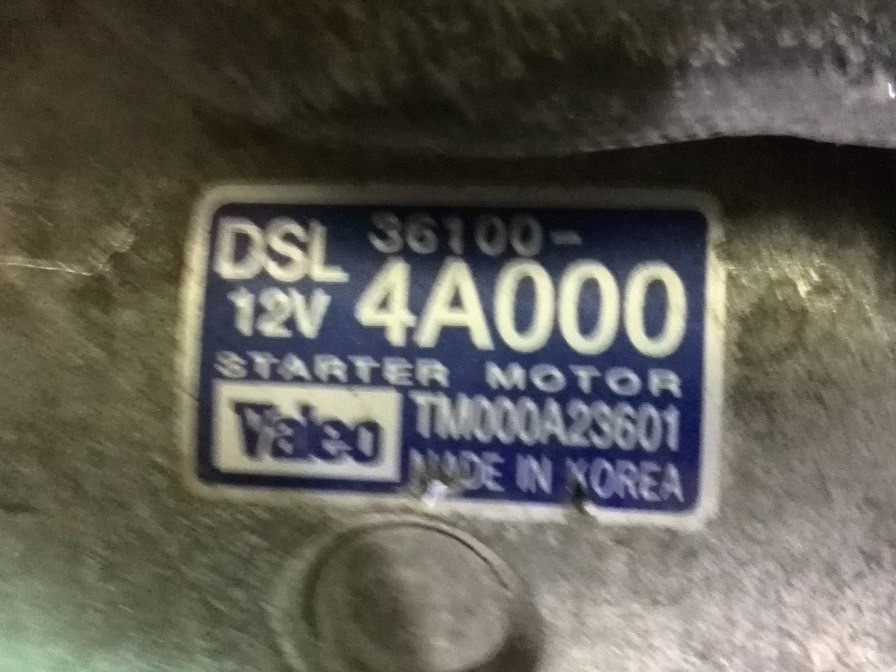 DSL 36100-
12V 4A000
STARTER MOTOR
Valeo TM000A23601
MADE IN KOREA